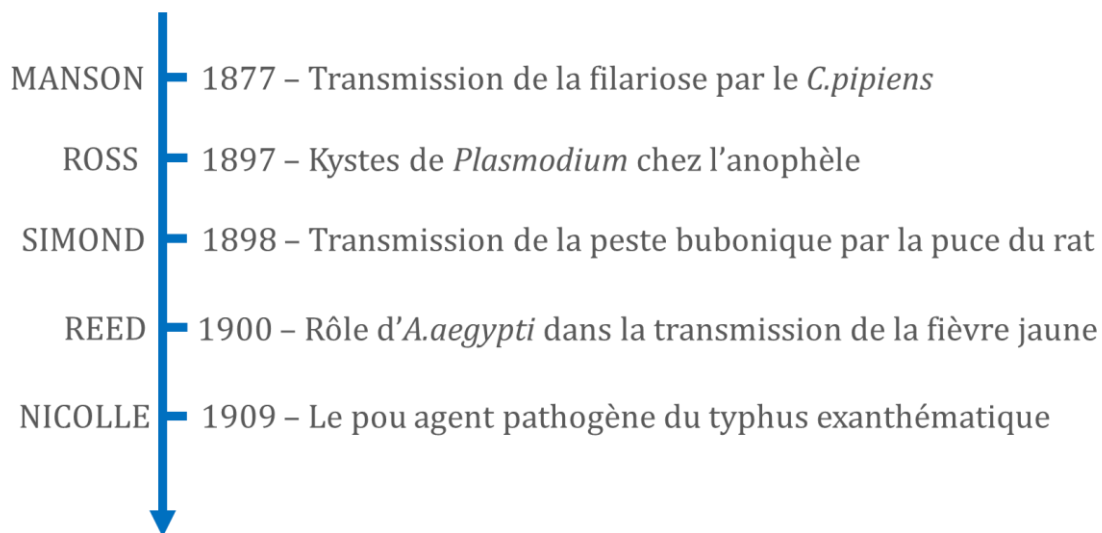 MANSON 1877 – Transmission de la filariose par le C.pipiens
ROSS 1897 – Kystes de Plasmodium chez l’anophèle
SIMOND 1898 – Transmission de la peste bubonique par la puce du rat
REED 1900 – Rôle d’A.aegypti dans la transmission de la fièvre jaune
NICOLLE 1909 – Le pou agent pathogène du typhus exanthématique